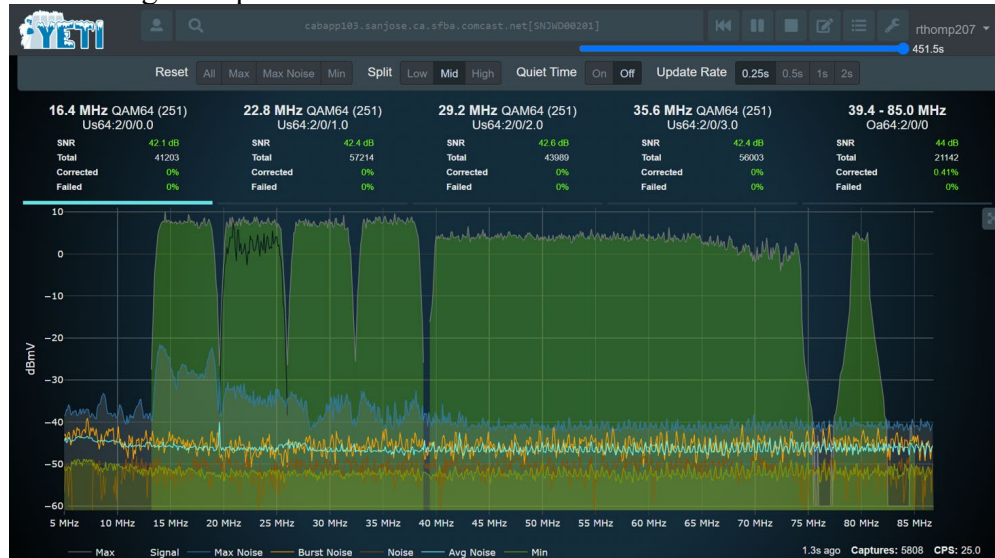 YETI
cabapp103.sanjose.ca.sfba.comcast.net[SNJWD00201]
rthomp207
451.5s
Reset All Max Max Noise Min Split Low Mid High Quiet Time On Off Update Rate 0.25s 0.5s 1s 2s
16.4 MHz QAM64 (251) 22.8 MHz QAM64 (251) 29.2 MHz QAM64 (251) 35.6 MHz QAM64 (251) 39.4 - 85.0 MHz
Us64:2/0/0.0 Us64:2/0/1.0 Us64:2/0/2.0 Us64:2/0/3.0 Oa64:2/0/0
SNR 42.1 dB SNR 42.4 dB SNR 42.6 dB SNR 42.4 dB SNR 44 dB
Total 41203 Total 57214 Total 43989 Total 56003 Total 21142
Corrected 0% Corrected 0% Corrected 0% Corrected 0% Corrected 0.41%
Failed 0% Failed 0% Failed 0% Failed 0% Failed 0%
10
0
−10
−20
−30
−40
−50
−60
dBmV
5 MHz 10 MHz 15 MHz 20 MHz 25 MHz 30 MHz 35 MHz 40 MHz 45 MHz 50 MHz 55 MHz 60 MHz 65 MHz 70 MHz 75 MHz 80 MHz 85 MHz
Max Signal Max Noise Burst Noise Noise Avg Noise Min
1.3s ago Captures: 5808 CPS: 25.0